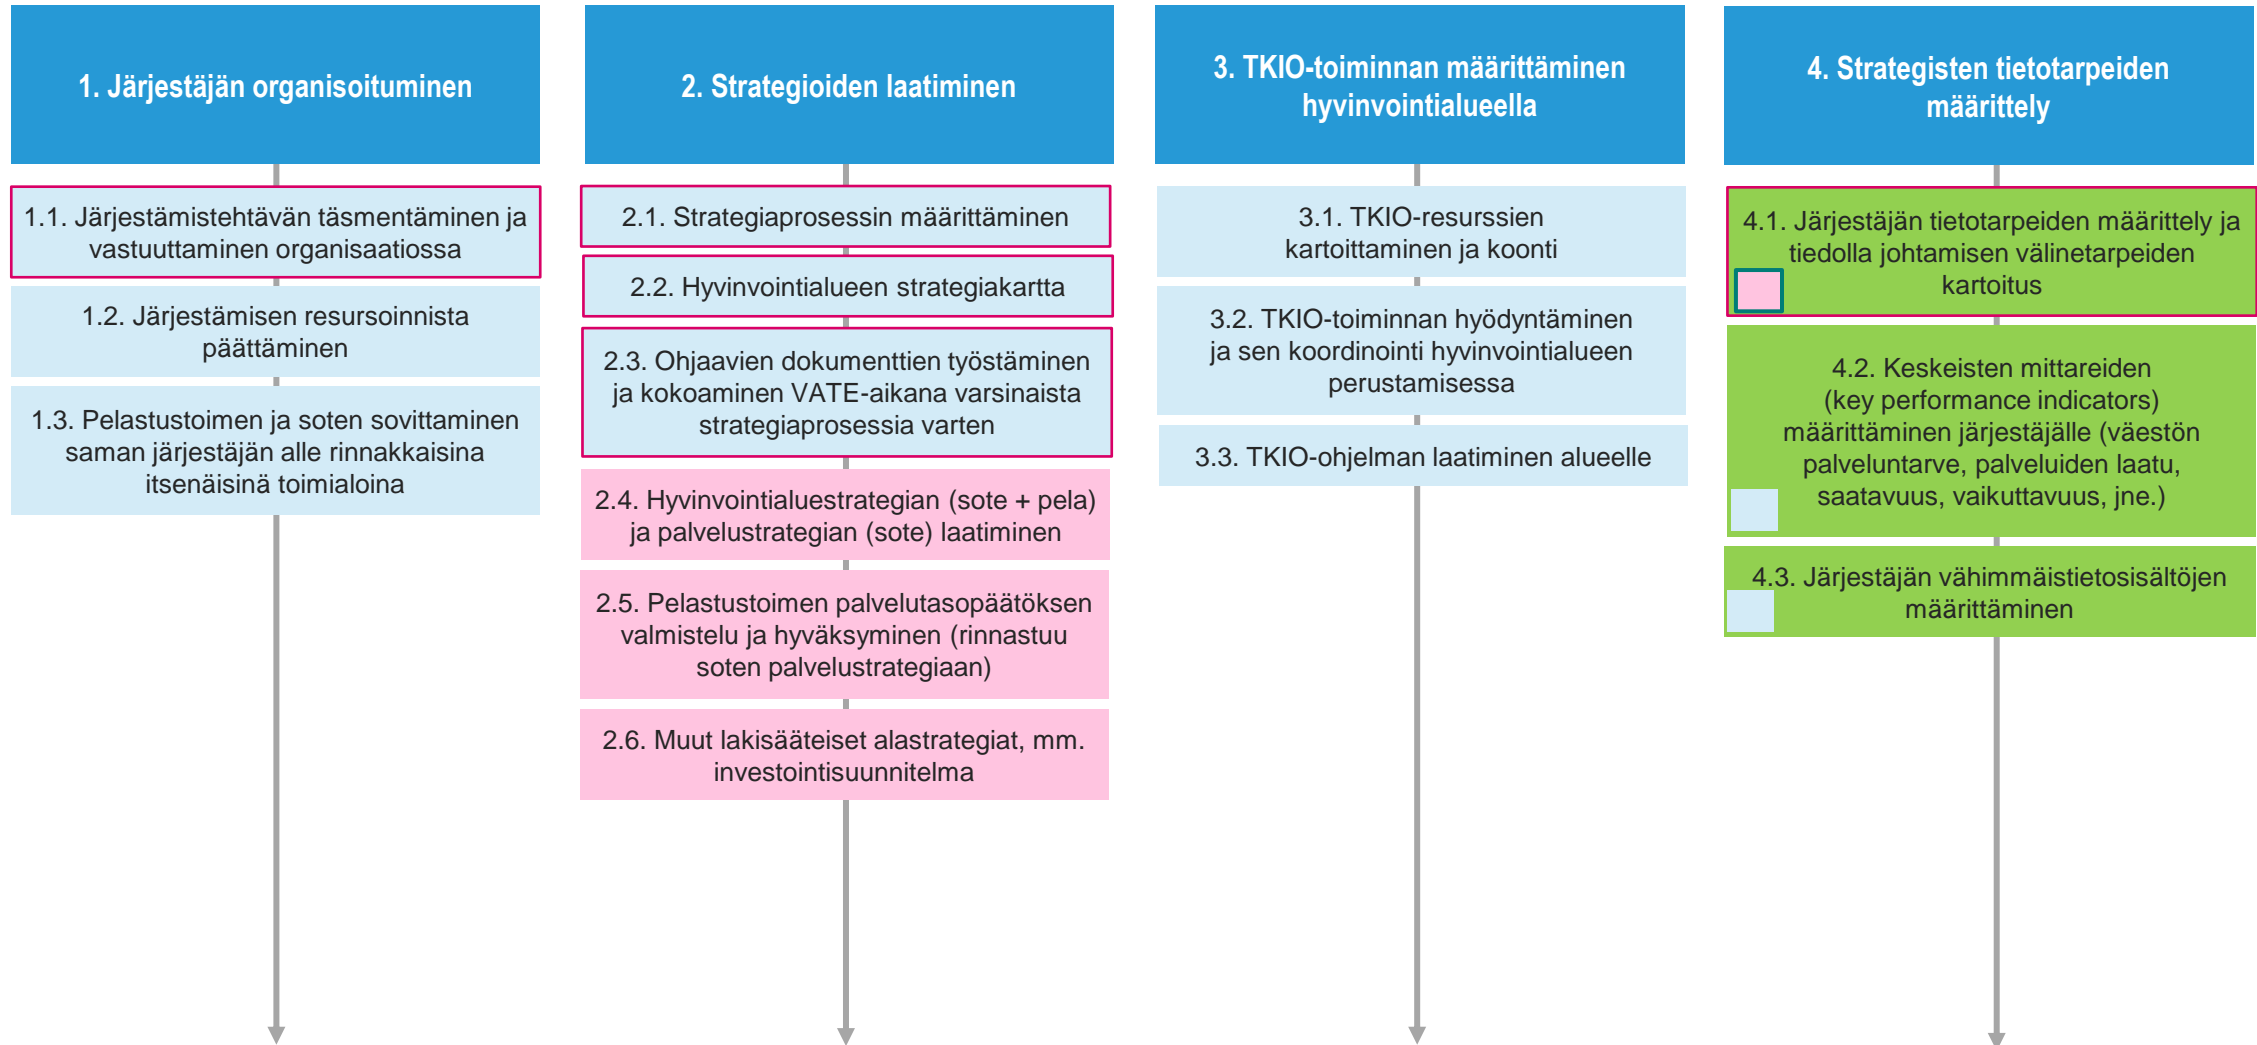 1. Järjestäjän organisoituminen
1.1. Järjestämistehtävän täsmentäminen ja
vastuuttaminen organisaatiossa
1.2. Järjestämisen resursoinnista
päättäminen
1.3. Pelastustoimen ja soten sovittaminen
saman järjestäjän alle rinnakkaisina
itsenäisinä toimialoina
2. Strategioiden laatiminen
2.1. Strategiaprosessin määrittäminen
2.2. Hyvinvointialueen strategiakartta
2.3. Ohjaavien dokumenttien työstäminen
ja kokoaminen VATE-aikana varsinaista
strategiaprosessia varten
2.4. Hyvinvointialuestrategian (sote + pela)
ja palvelustrategian (sote) laatiminen
2.5. Pelastustoimen palvelutasopäätöksen
valmistelu ja hyväksyminen (rinnastuu
soten palvelustrategiaan)
2.6. Muut lakisääteiset alastrategiat, mm.
investointisuunnitelma
3. TKIO-toiminnan määrittäminen
hyvinvointialueella
3.1. TKIO-resurssien
kartoittaminen ja koonti
3.2. TKIO-toiminnan hyödyntäminen
ja sen koordinointi hyvinvointialueen
perustamisessa
3.3. TKIO-ohjelman laatiminen alueelle
4. Strategisten tietotarpeiden
määrittely
4.1. Järjestäjän tietotarpeiden määrittely ja
tiedolla johtamisen välinetarpeiden
kartoitus
4.2. Keskeisten mittareiden
(key performance indicators)
määrittäminen järjestäjälle (väestön
palveluntarve, palveluiden laatu,
saatavuus, vaikuttavuus, jne.)
4.3. Järjestäjän vähimmäistietosisältöjen
määrittäminen